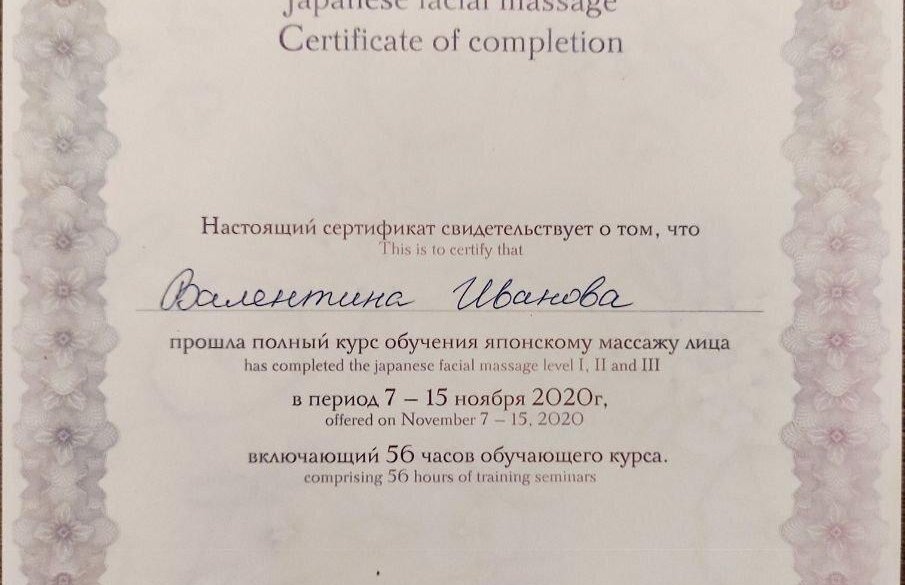 Japanese facial massage
Certificate of completion
Настоящий сертификат свидетельствует о том, что
This is to certify that
Валентина Иванова
прошла полный курс обучения японскому массажу лица
has completed the japanese facial massage level I, II and III
в период 7 – 15 ноября 2020г,
offered on November 7 – 15, 2020
включающий 56 часов обучающего курса.
comprising 56 hours of training seminars